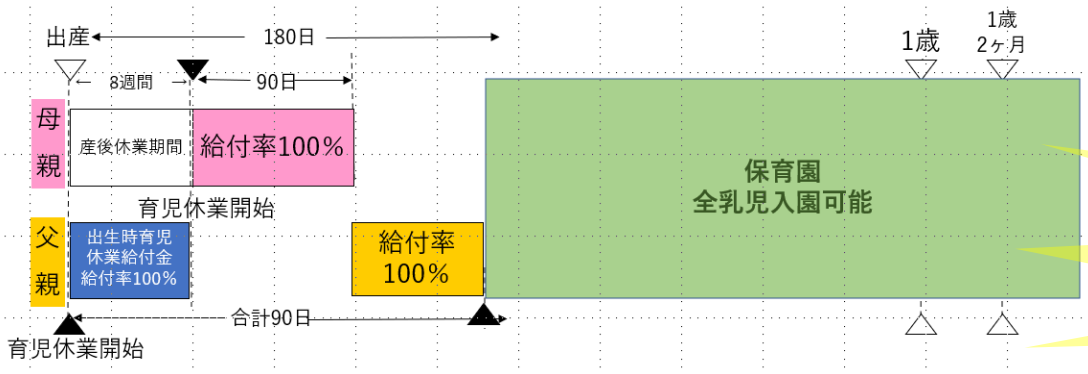 出産
180日
1歳
1歳
2ヶ月
← 8週間 →
90日
母
親
産後休業期間
給付率100%
育児休業開始
保育園
全乳児入園可能
父
親
出生時育児
休業給付金
給付率100%
給付率
100%
合計90日
育児休業開始